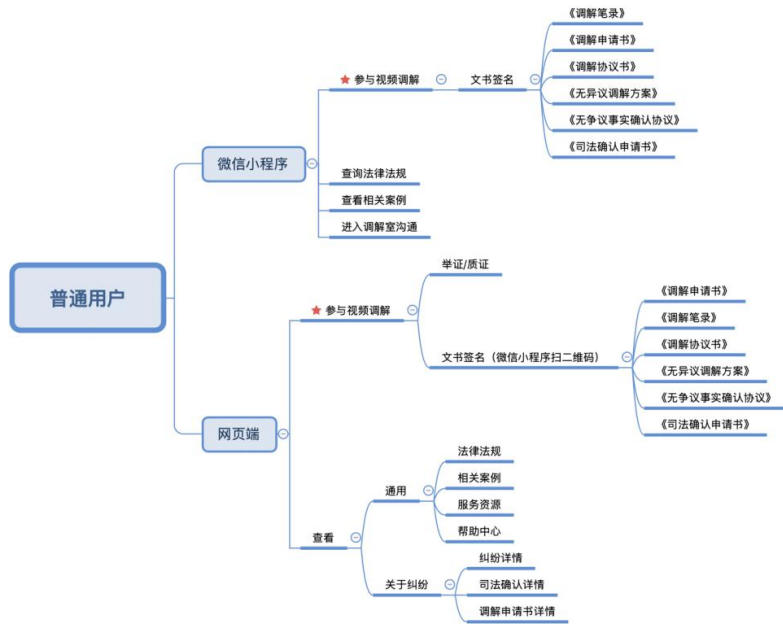 普通用户
微信小程序
参与视频调解
文书签名
《调解笔录》
《调解申请书》
《调解协议书》
《无异议调解方案》
《无争议事实确认协议》
《司法确认申请书》
查询法律法规
查看相关案例
进入调解室沟通
网页端
参与视频调解
举证/质证
文书签名（微信小程序扫二维码）
《调解申请书》
《调解笔录》
《调解协议书》
《无异议调解方案》
《无争议事实确认协议》
《司法确认申请书》
查看
通用
法律法规
相关案例
服务资源
帮助中心
关于纠纷
纠纷详情
司法确认详情
调解申请书详情